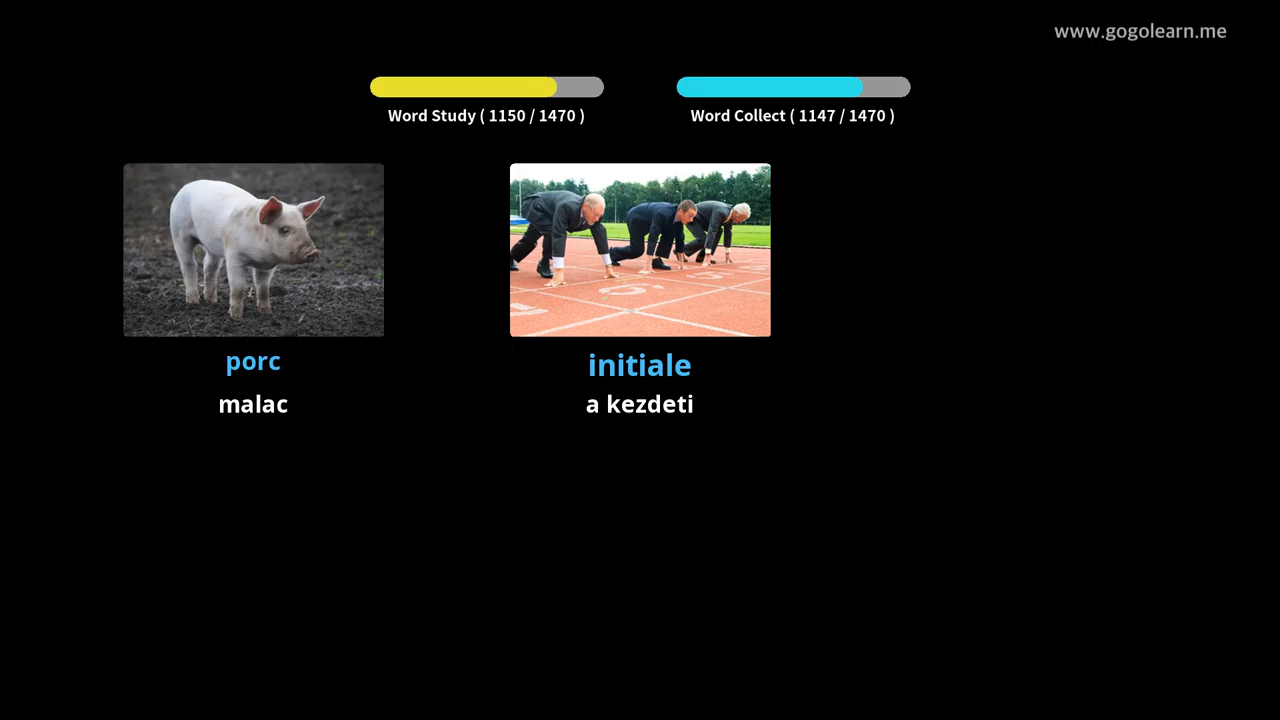 www.gogolearn.me
Word Study ( 1150 / 1470 )
Word Collect ( 1147 / 1470 )
porc
malac
initiale
a kezdeti